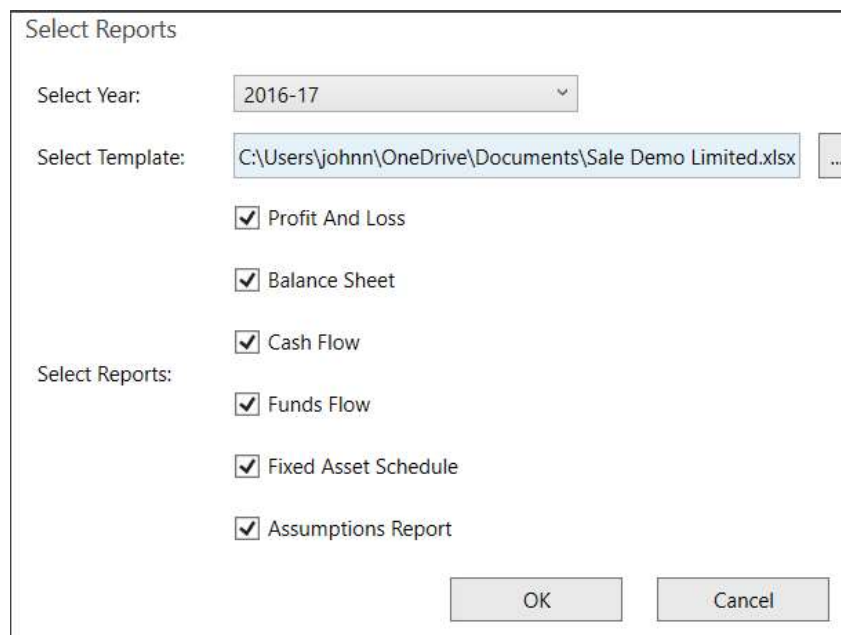 Select Reports
Select Year: 2016-17
Select Template: C:\Users\johnn\OneDrive\Documents\Sale Demo Limited.xlsx ...
Profit And Loss
Balance Sheet
Cash Flow
Select Reports:
Funds Flow
Fixed Asset Schedule
Assumptions Report
OK Cancel